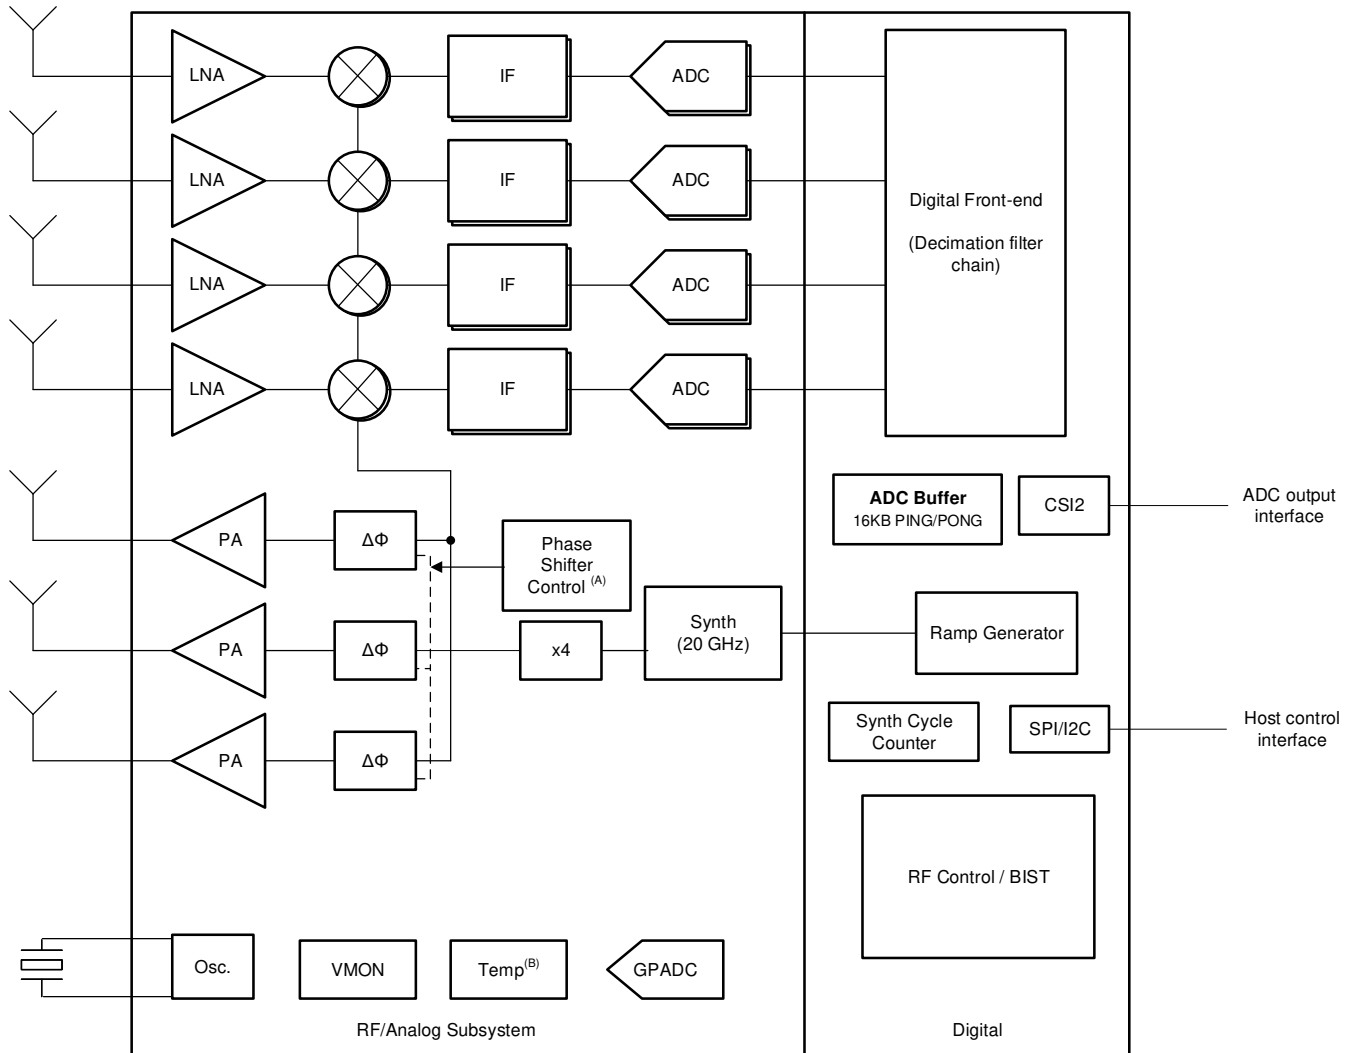 LNA
IF
ADC
LNA
IF
ADC
LNA
IF
ADC
LNA
IF
ADC
Digital Front-end
(Decimation filter
chain)
ADC Buffer
16KB PING/PONG
CSI2
ADC output
interface
PA
ΔΦ
Phase
Shifter
Control (A)
PA
ΔΦ
x4
Synth
(20 GHz)
Ramp Generator
PA
ΔΦ
Synth Cycle
Counter
SPI/I2C
Host control
interface
RF Control / BIST
Osc.
VMON
Temp(B)
GPADC
RF/Analog Subsystem
Digital